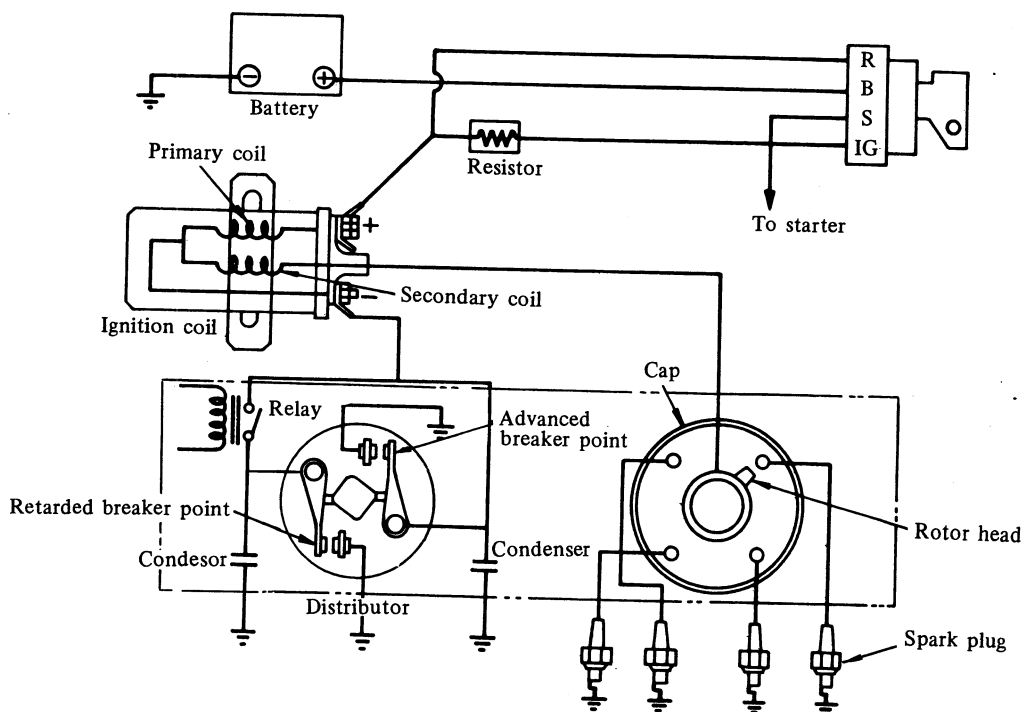 R
B
S
IG
−
+
Battery
Resistor
Primary coil
To starter
+
Secondary coil
−
Ignition coil
Cap
Relay
Advanced
breaker point
Retarded breaker point
Rotor head
Condesor
Condenser
Distributor
Spark plug